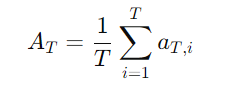 $A_T = \frac{1}{T} \sum_{i=1}^{T} a_{T,i}$